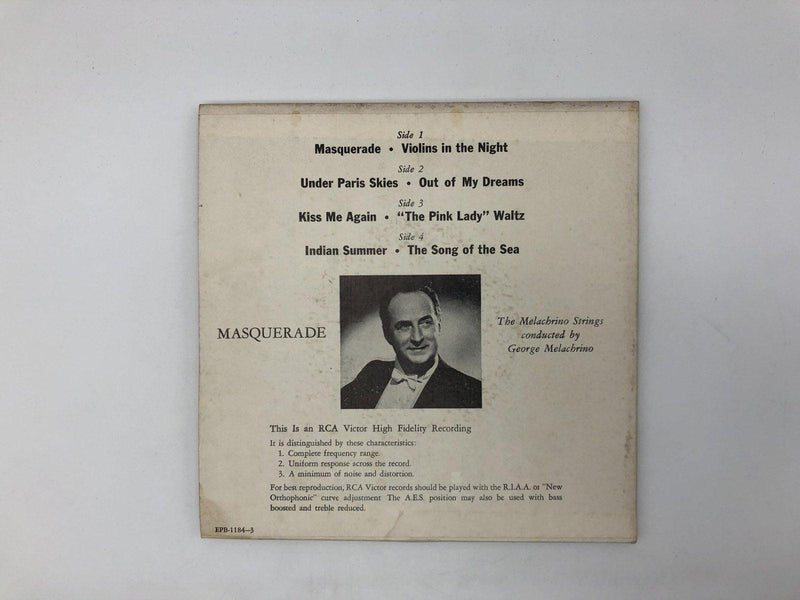 Side 1
Masquerade • Violins in the Night
Side 2
Under Paris Skies • Out of My Dreams
Side 3
Kiss Me Again • "The Pink Lady" Waltz
Side 4
Indian Summer • The Song of the Sea
MASQUERADE
The Melachrino Strings
conducted by
George Melachrino
This Is an RCA Victor High Fidelity Recording
It is distinguished by these characteristics:
1. Complete frequency range.
2. Uniform response across the record.
3. A minimum of noise and distortion.
For best reproduction, RCA Victor records should be played with the R.I.A.A. or "New
Orthophonic" curve adjustment The A.E.S. position may also be used with bass
boosted and treble reduced.
EPB-1184-3